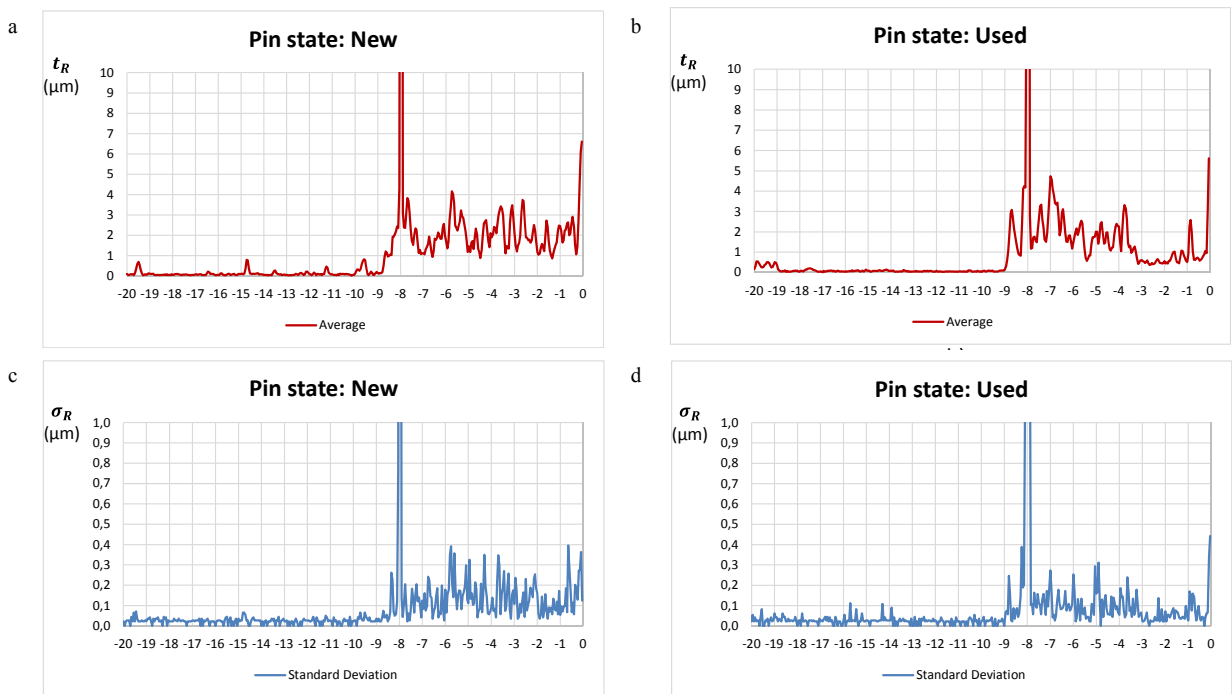 a
Pin state: New
t_R
(μm)
10
9
8
7
6
5
4
3
2
1
0
-20 -19 -18 -17 -16 -15 -14 -13 -12 -11 -10 -9 -8 -7 -6 -5 -4 -3 -2 -1 0
Average
b
Pin state: Used
t_R
(μm)
10
9
8
7
6
5
4
3
2
1
0
-20 -19 -18 -17 -16 -15 -14 -13 -12 -11 -10 -9 -8 -7 -6 -5 -4 -3 -2 -1 0
Average
c
Pin state: New
σ_R
(μm)
1,0
0,9
0,8
0,7
0,6
0,5
0,4
0,3
0,2
0,1
0,0
-20 -19 -18 -17 -16 -15 -14 -13 -12 -11 -10 -9 -8 -7 -6 -5 -4 -3 -2 -1 0
Standard Deviation
d
Pin state: Used
σ_R
(μm)
1,0
0,9
0,8
0,7
0,6
0,5
0,4
0,3
0,2
0,1
0,0
-20 -19 -18 -17 -16 -15 -14 -13 -12 -11 -10 -9 -8 -7 -6 -5 -4 -3 -2 -1 0
Standard Deviation